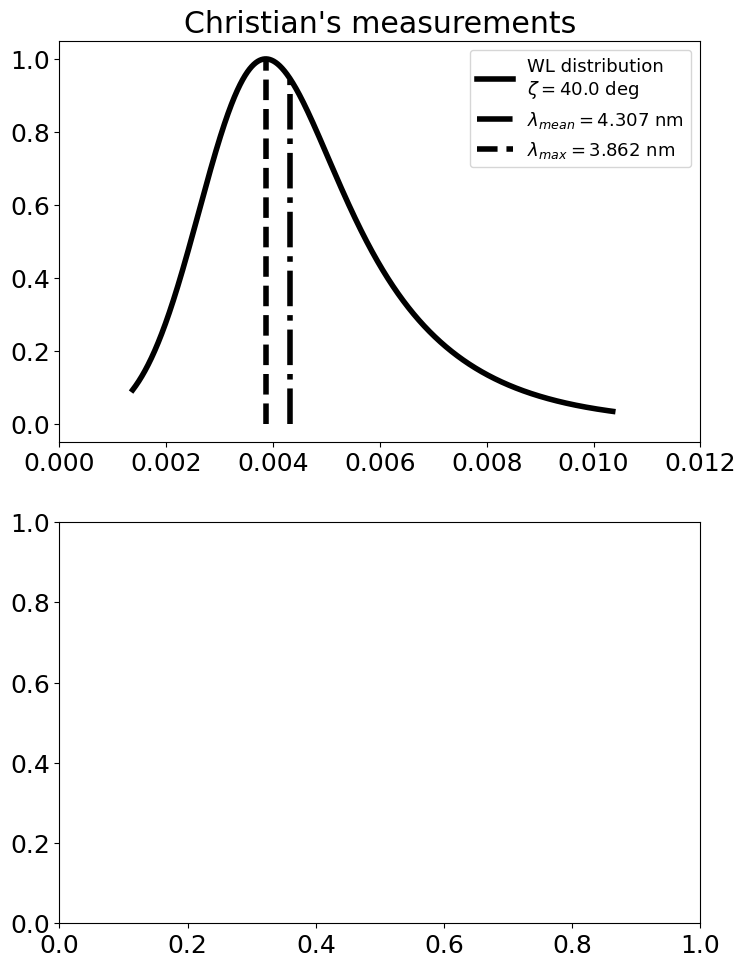 Christian's measurements
1.0
0.8
0.6
0.4
0.2
0.0
WL distribution
ζ = 40.0 deg
λ_mean = 4.307 nm
λ_max = 3.862 nm
0.000 0.002 0.004 0.006 0.008 0.010 0.012
1.0
0.8
0.6
0.4
0.2
0.0
0.0 0.2 0.4 0.6 0.8 1.0